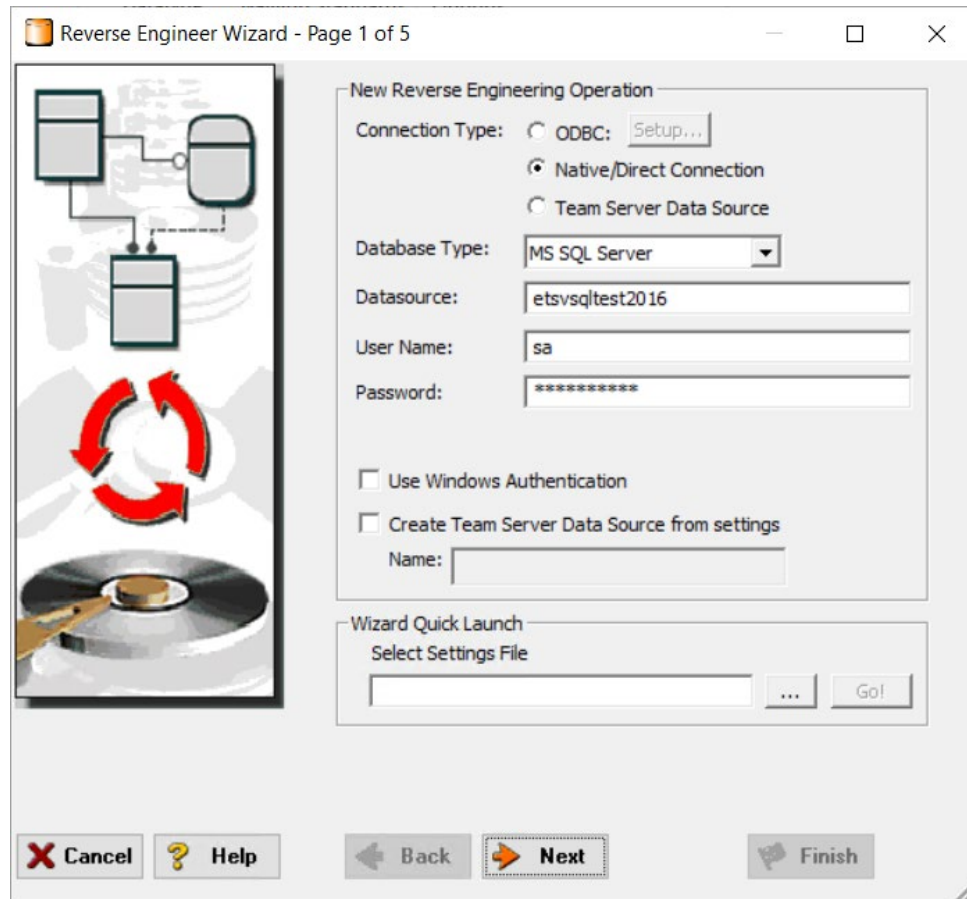 Reverse Engineer Wizard - Page 1 of 5
New Reverse Engineering Operation
Connection Type: ODBC: Setup...
Native/Direct Connection
Team Server Data Source
Database Type: MS SQL Server
Datasource: etsvsqltest2016
User Name: sa
Password: **********
Use Windows Authentication
Create Team Server Data Source from settings
Name:
Wizard Quick Launch
Select Settings File
... Go!
Cancel Help Back Next Finish